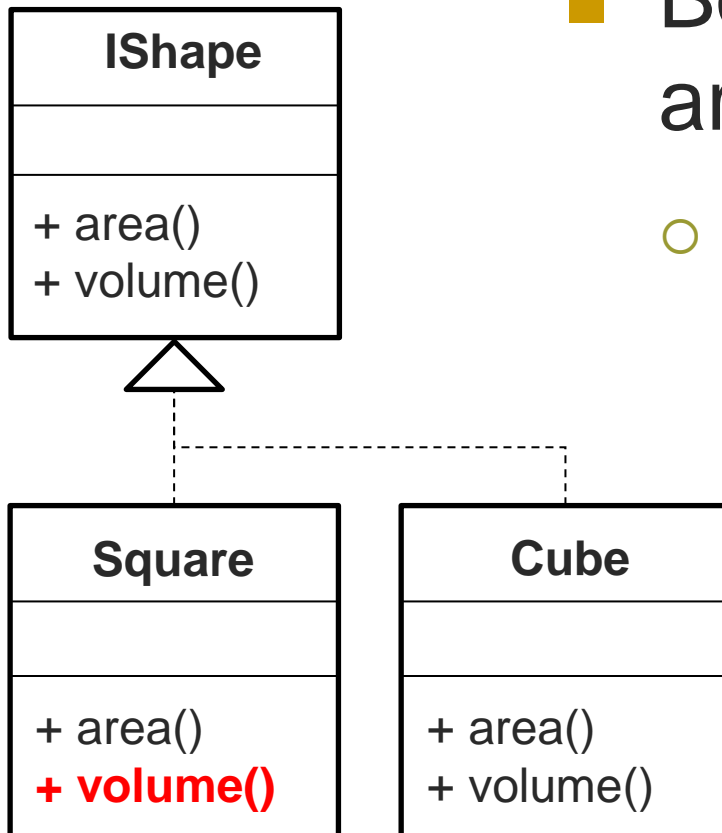 IShape
+ area()
+ volume()
Square
+ area()
+ volume()
Cube
+ area()
+ volume()